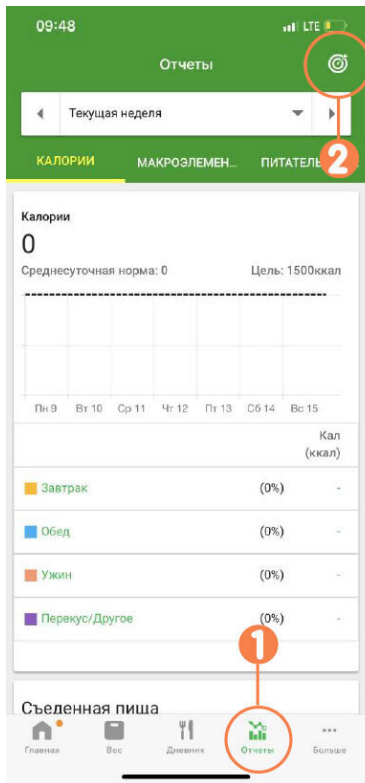 09:48 LTE
Отчеты
Текущая неделя
2
КАЛОРИИ МАКРОЭЛЕМЕН... ПИТАТЕЛЬ
Калории
0
Среднесуточная норма: 0 Цель: 1500ккал
Пн 9 Вт 10 Ср 11 Чт 12 Пт 13 Сб 14 Вс 15
Кал
(ккал)
Завтрак (0%) -
Обед (0%) -
Ужин (0%) -
Перекус/Другое (0%) -
1
Съеденная пища
Главная Вес Дневник Отчеты Больше